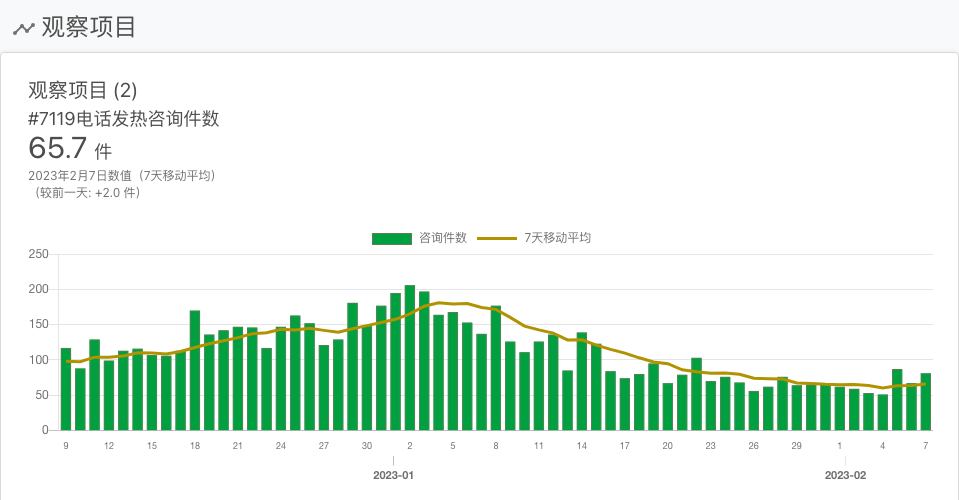 观察项目
观察项目 (2)
#7119电话发热咨询件数
65.7 件
2023年2月7日数值（7天移动平均）
（较前一天: +2.0 件）
咨询件数 7天移动平均
250
200
150
100
50
0
9 12 15 18 21 24 27 30 2 5 8 11 14 17 20 23 26 29 1 4 7
2023-01 2023-02